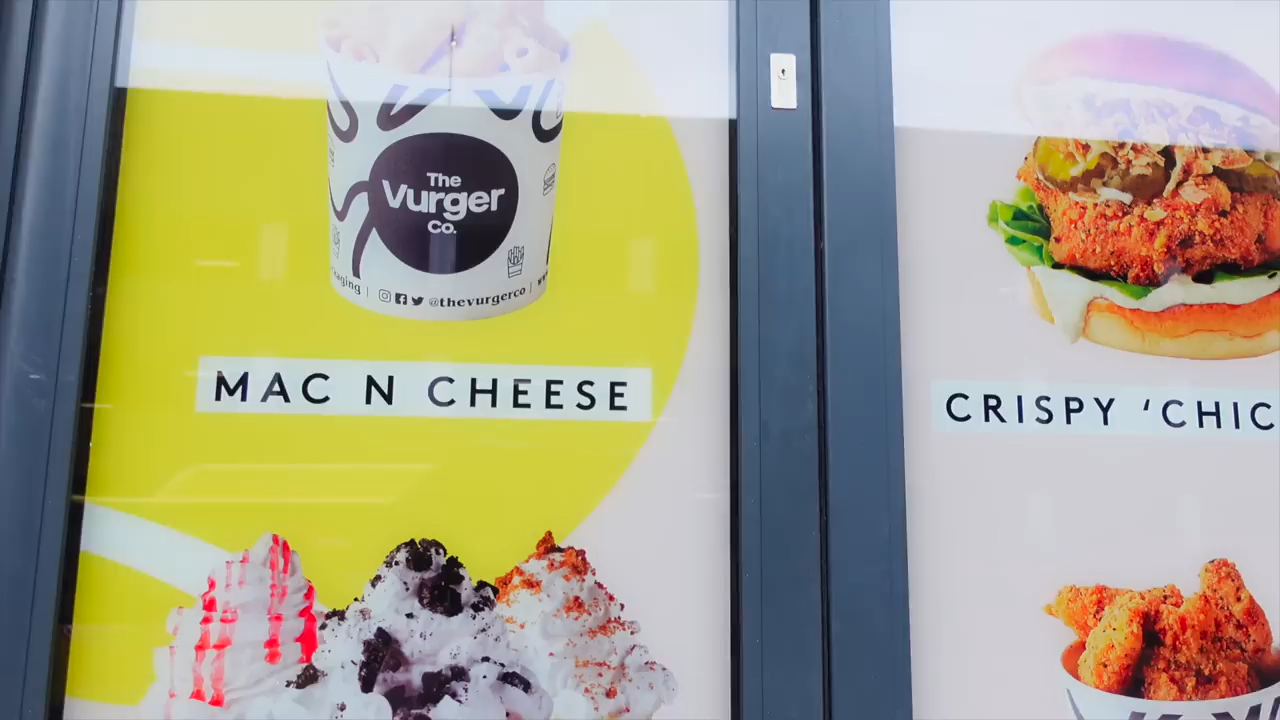 The
Vurger
Co.
@thevurgerco
MAC N CHEESE
CRISPY ‘CHIC